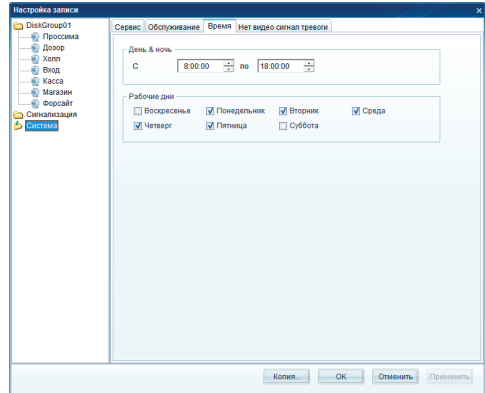 Настройка записи
DiskGroup01
Проссима
Дозор
Холл
Вход
Касса
Магазин
Форсайт
Сигнализация
Система
Сервис Обслуживание Время Нет видео сигнал тревоги
День & ночь
С 8:00:00 по 18:00:00
Рабочие дни
Воскресенье Понедельник Вторник Среда
Четверг Пятница Суббота
Копия... OK Отменить Применить